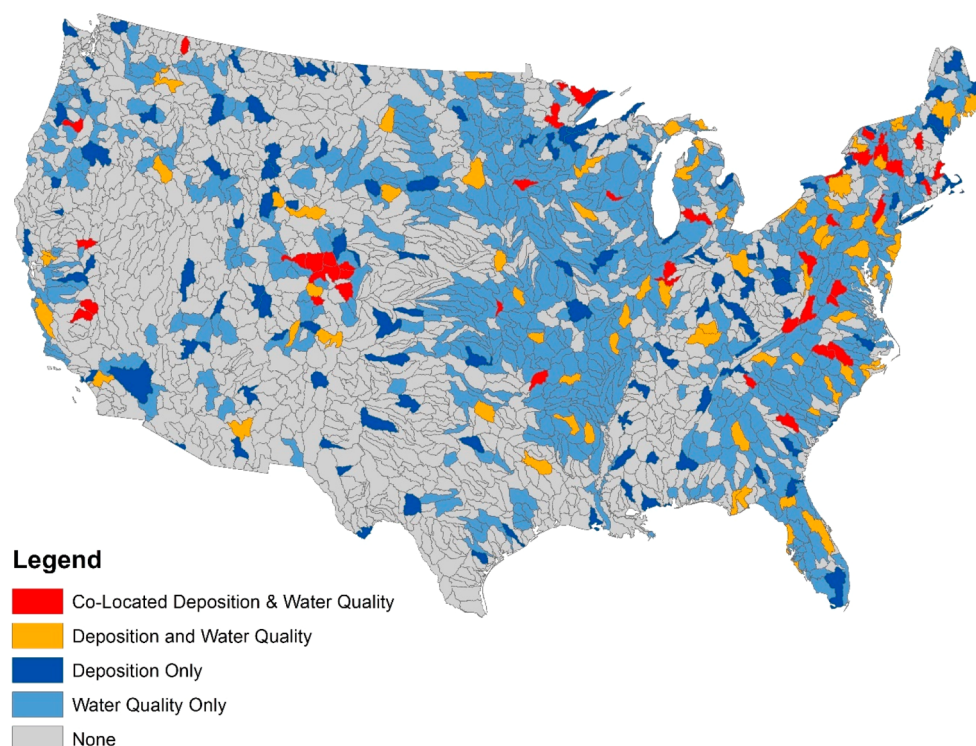 Legend
Co-Located Deposition & Water Quality
Deposition and Water Quality
Deposition Only
Water Quality Only
None